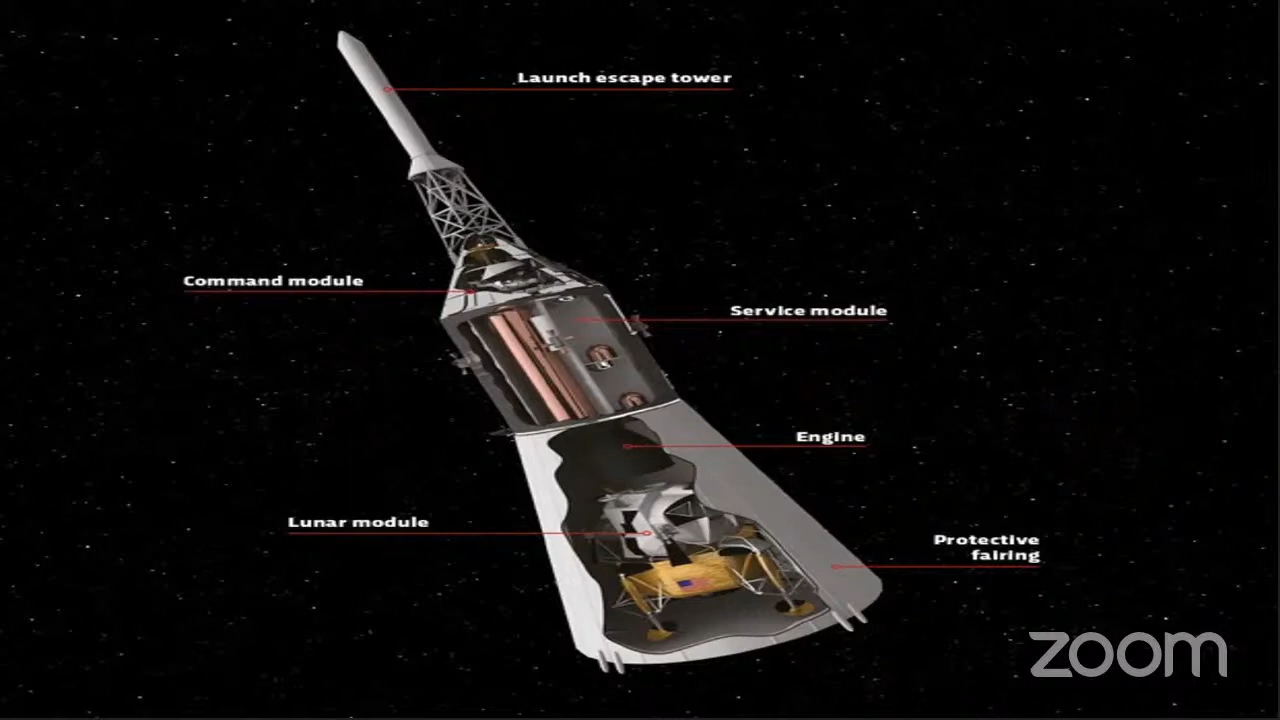 Launch escape tower
Command module
Service module
Engine
Lunar module
Protective
fairing
zoom